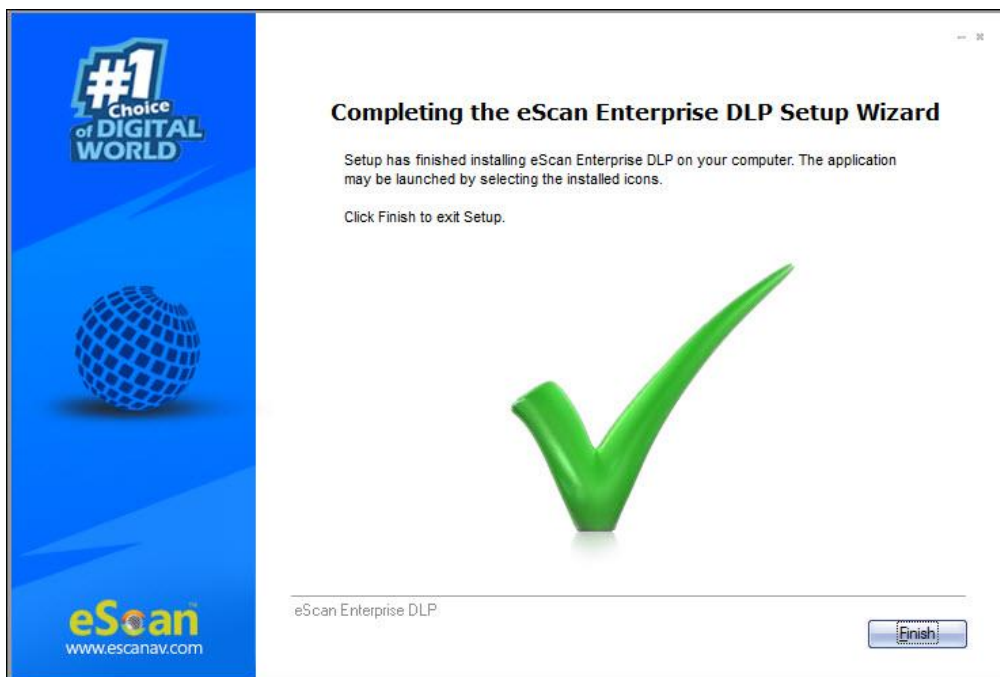 #1
Choice
of DIGITAL
WORLD
Completing the eScan Enterprise DLP Setup Wizard
Setup has finished installing eScan Enterprise DLP on your computer. The application
may be launched by selecting the installed icons.
Click Finish to exit Setup.
eScan Enterprise DLP
Finish
eScan™
www.escanav.com